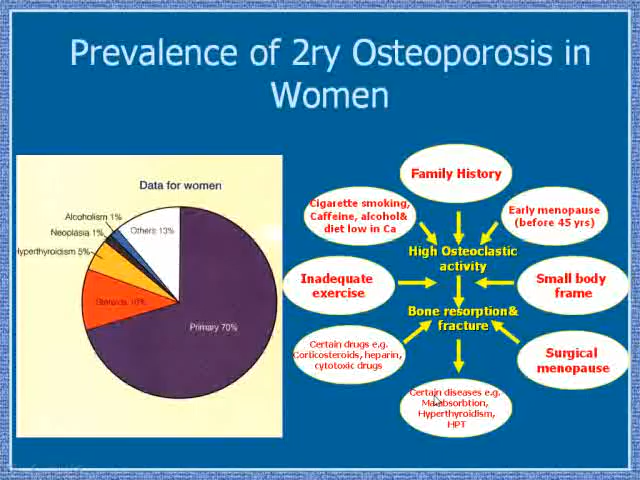 Prevalence of 2ry Osteoporosis in
Women
Data for women
Alcoholism 1%
Neoplasia 1%
Others 13%
Hyperthyroidism 5%
Steroids 10%
Primary 70%
Family History
Cigarette smoking,
Caffeine, alcohol&
diet low in Ca
Early menopause
(before 45 yrs)
High Osteoclastic
activity
Inadequate
exercise
Small body
frame
Bone resorption&
fracture
Certain drugs e.g.
Corticosteroids, heparin,
cytotoxic drugs
Surgical
menopause
Certain diseases e.g.
Malabsorbtion,
Hyperthyroidism,
HPT